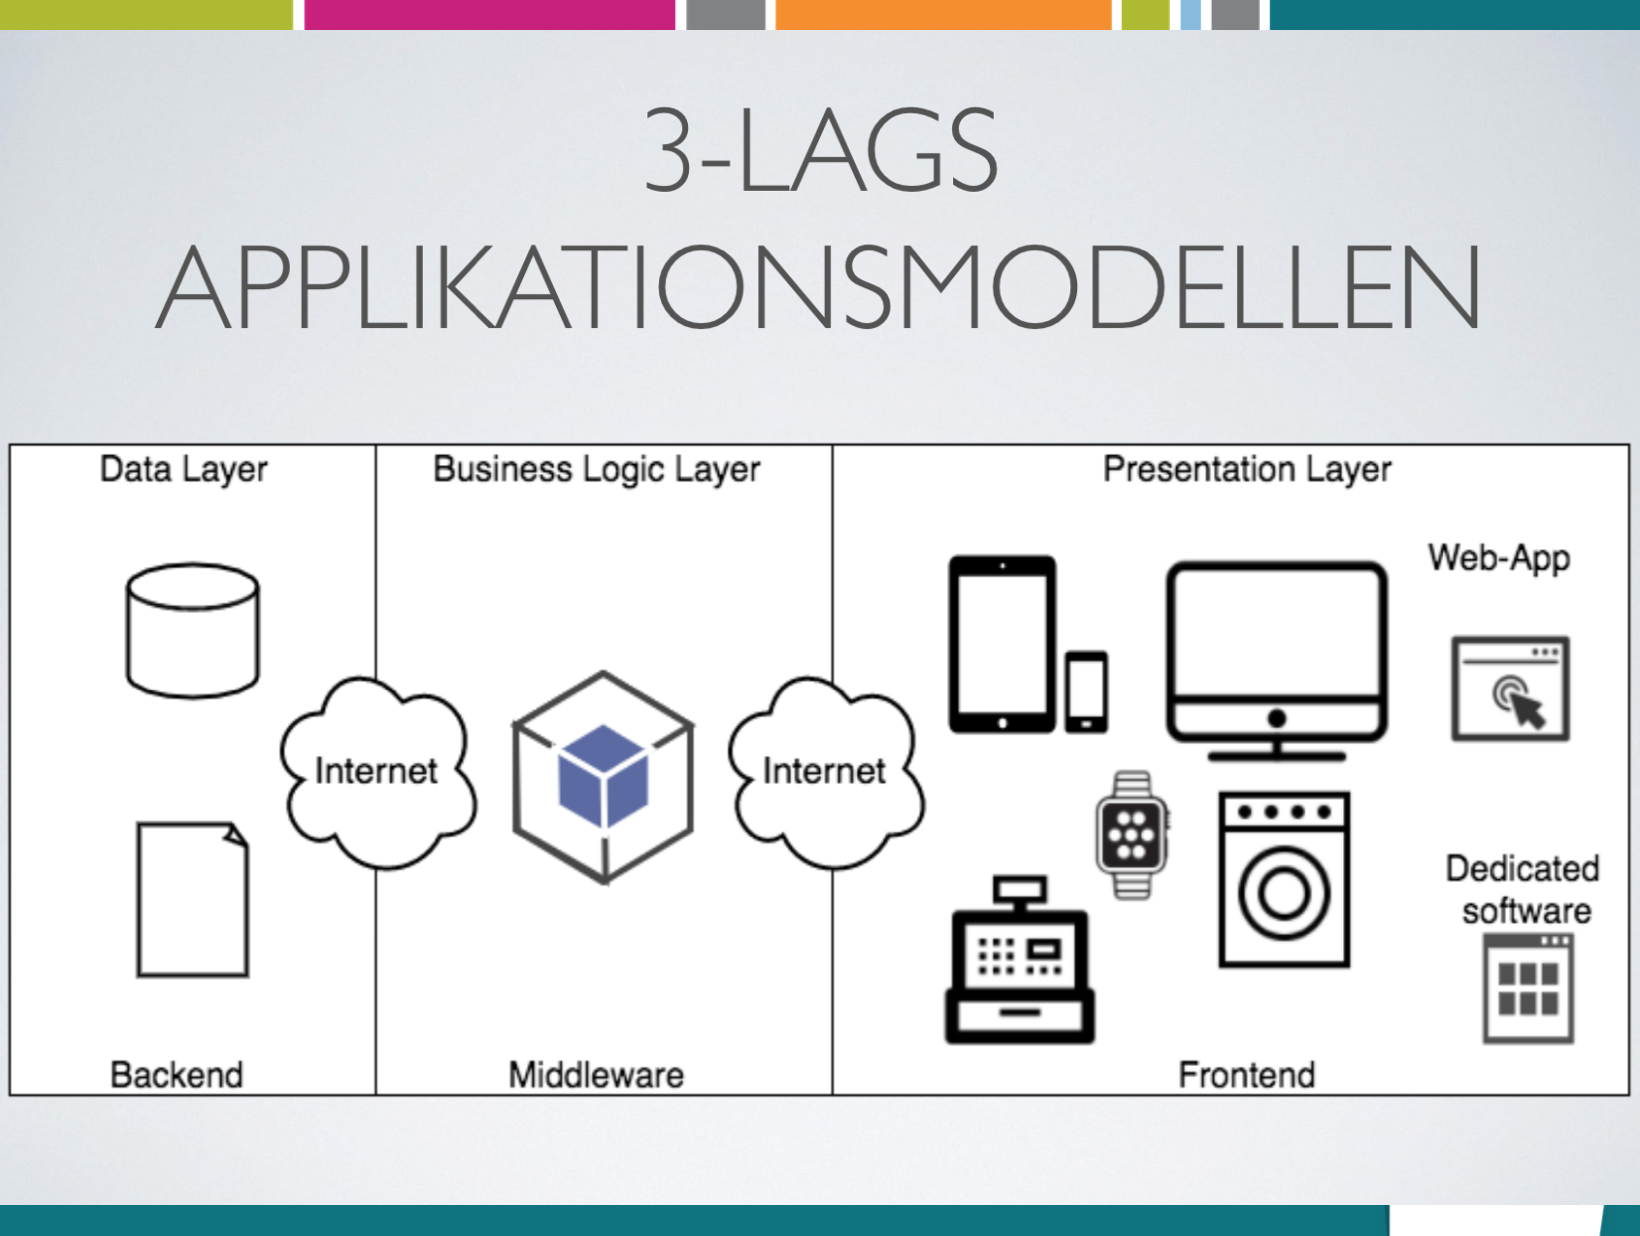 3-LAGS
APPLIKATIONSMODELLEN
Data Layer
Business Logic Layer
Presentation Layer
Web-App
Internet
Internet
Dedicated
software
Backend
Middleware
Frontend